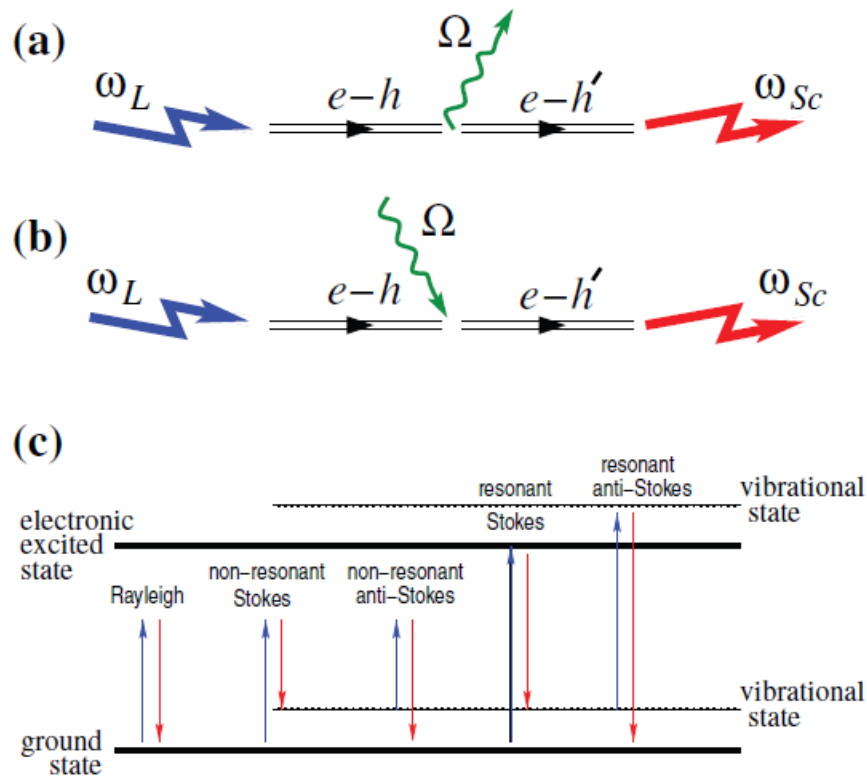 (a)
ω_L
e−h
Ω
e−h′
ω_Sc
(b)
ω_L
e−h
Ω
e−h′
ω_Sc
(c)
electronic
excited
state
Rayleigh
non−resonant
Stokes
non−resonant
anti−Stokes
resonant
Stokes
resonant
anti−Stokes
vibrational
state
vibrational
state
ground
state